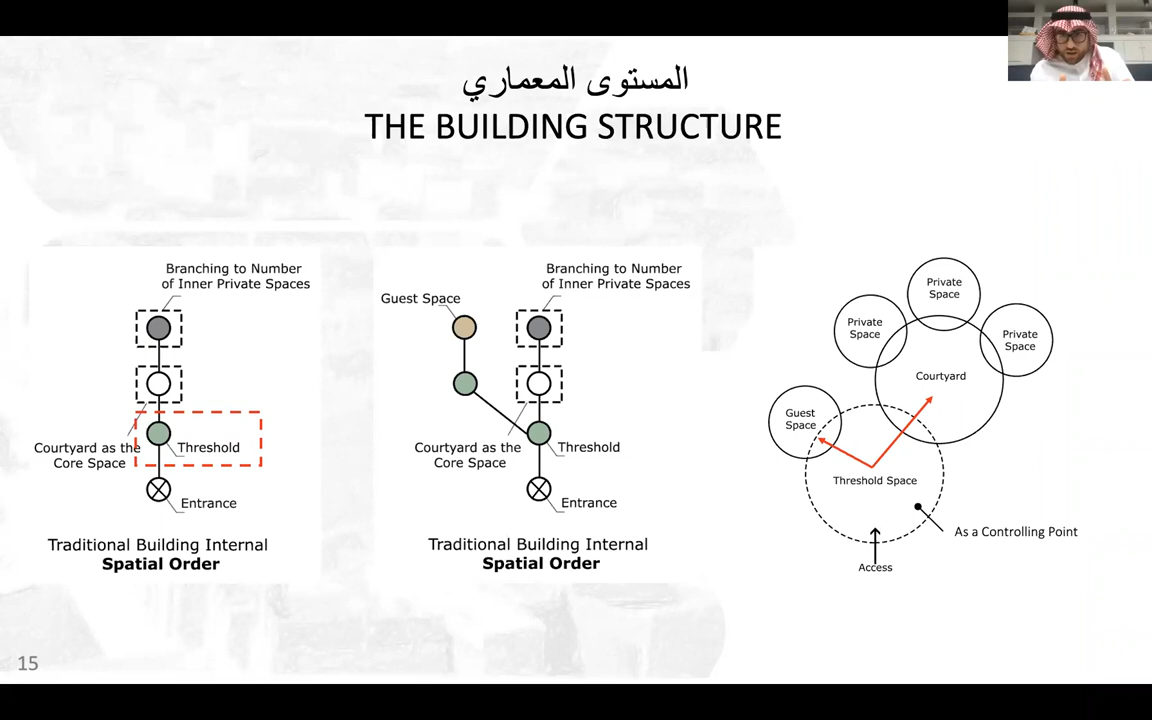 المستوى المعماري
THE BUILDING STRUCTURE
Branching to Number
of Inner Private Spaces
Courtyard as the
Core Space
Threshold
Entrance
Traditional Building Internal
Spatial Order
Branching to Number
of Inner Private Spaces
Guest Space
Courtyard as the
Core Space
Threshold
Entrance
Traditional Building Internal
Spatial Order
Private
Space
Private
Space
Private
Space
Courtyard
Guest
Space
Threshold Space
As a Controlling Point
Access
15